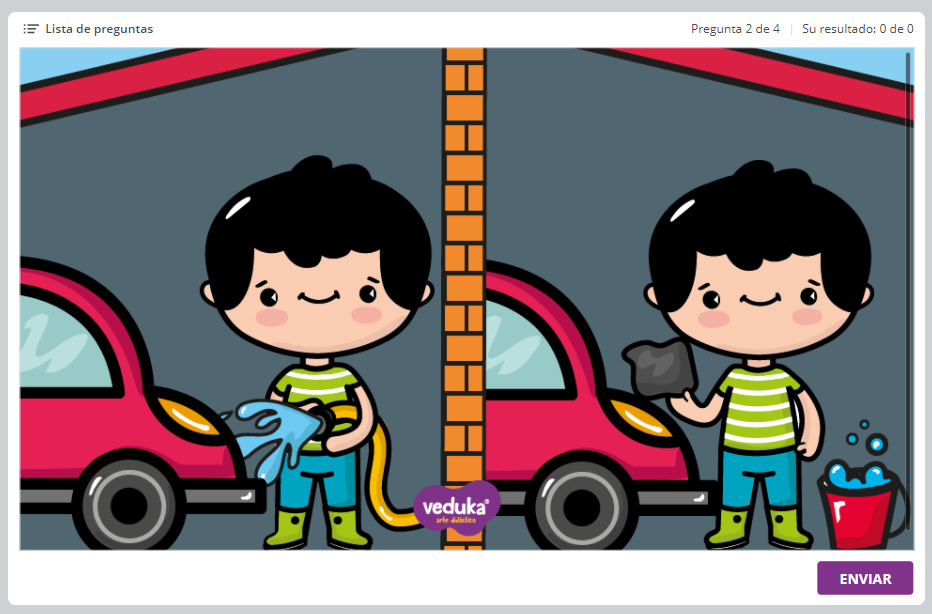 Lista de preguntas
Pregunta 2 de 4
Su resultado: 0 de 0
veduka®
arte didáctico
ENVIAR